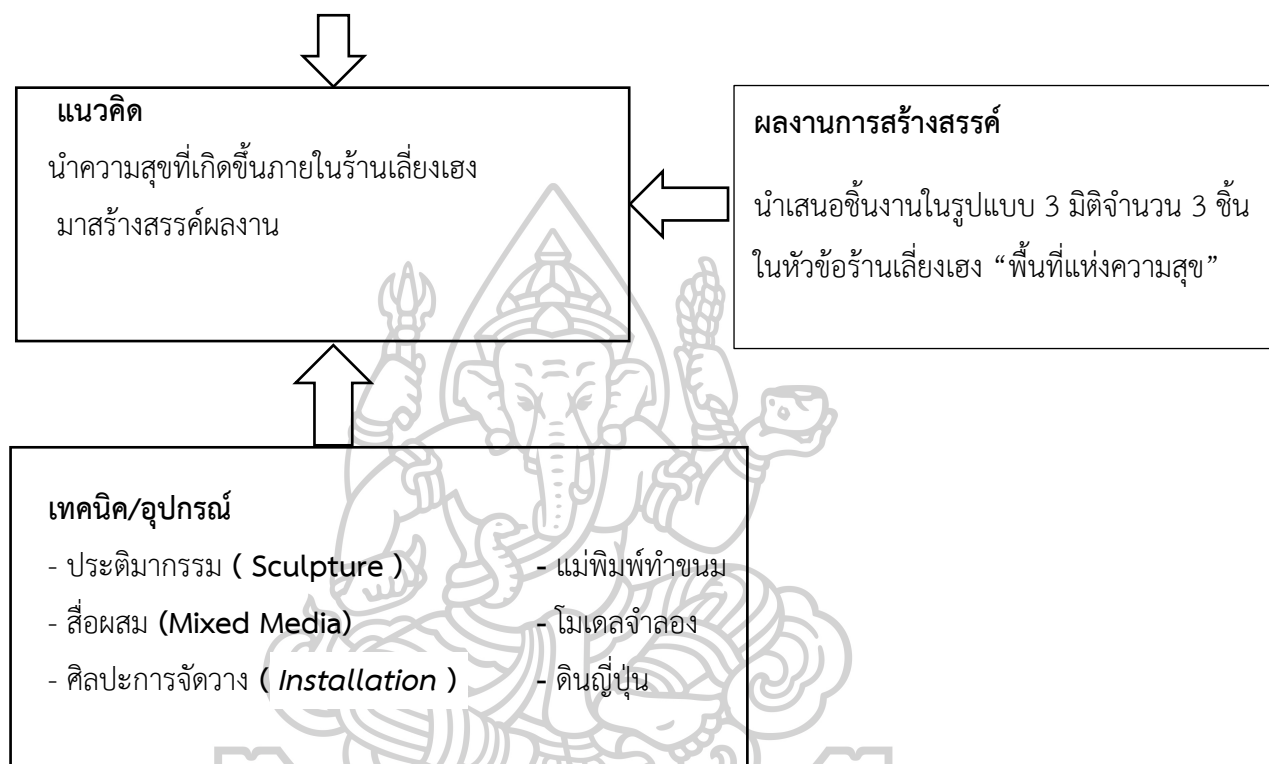 แนวคิด
นำความสุขที่เกิดขึ้นภายในร้านเลี่ยงเฮง
มาสร้างสรรค์ผลงาน
ผลงานการสร้างสรรค์
นำเสนอชิ้นงานในรูปแบบ 3 มิติจำนวน 3 ชิ้น
ในหัวข้อร้านเลี่ยงเฮง “พื้นที่แห่งความสุข”
เทคนิค/อุปกรณ์
- ประติมากรรม ( Sculpture ) - แม่พิมพ์ทำขนม
- สื่อผสม (Mixed Media) - โมเดลจำลอง
- ศิลปะการจัดวาง ( Installation ) - ดินญี่ปุ่น